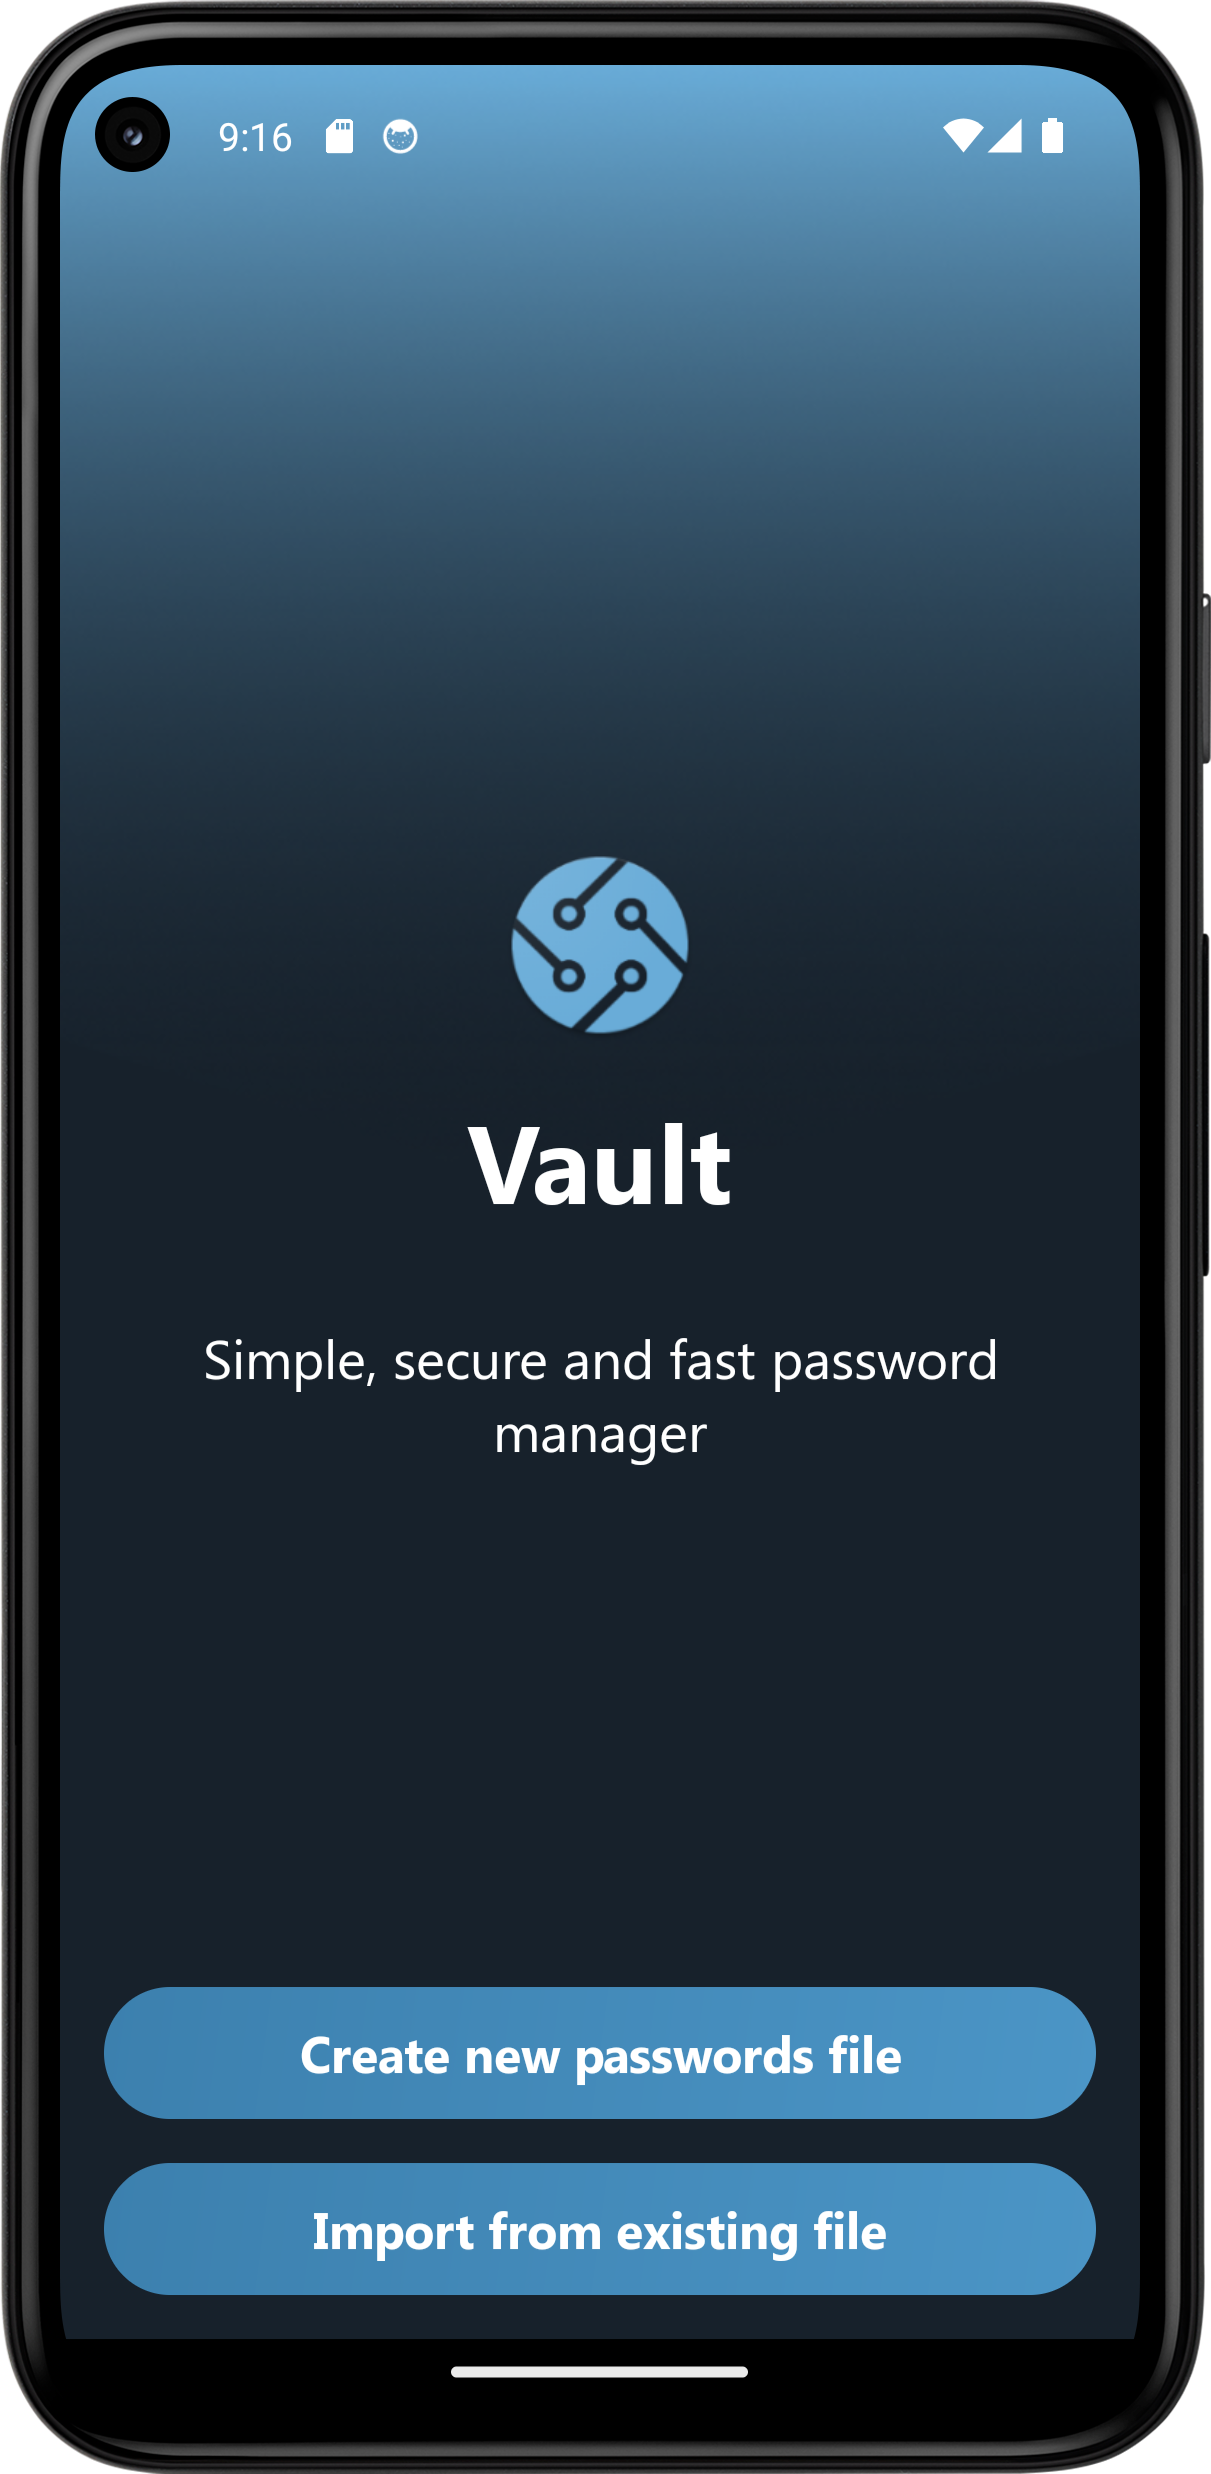 9:16
Vault
Simple, secure and fast password
manager
Create new passwords file
Import from existing file